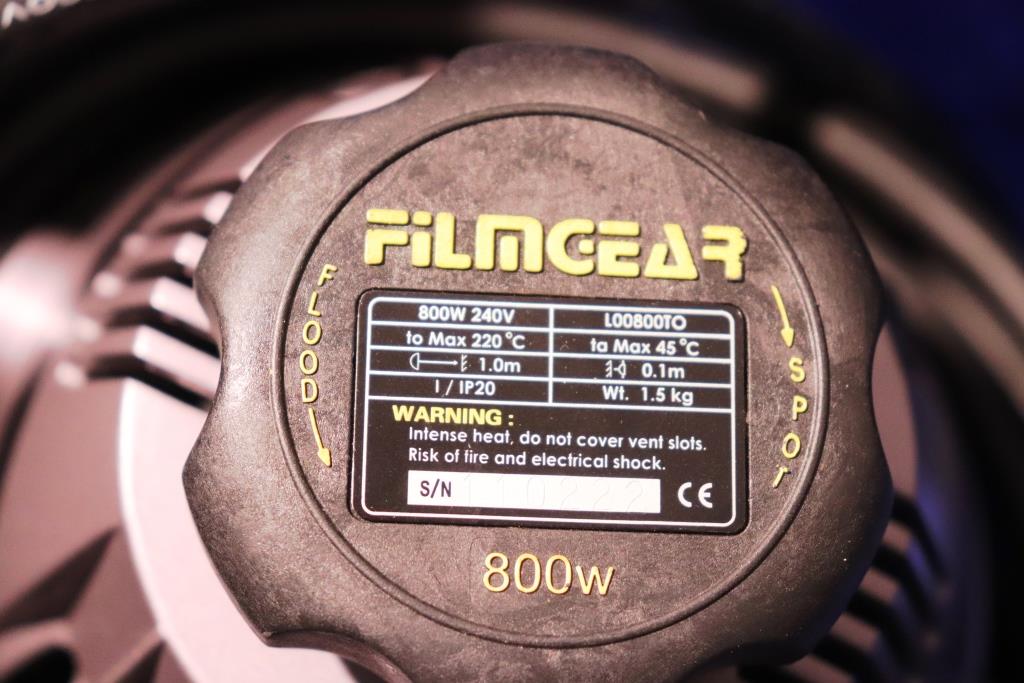 FILMGEAR
FLOOD
SPOT
800W 240V
L00800TO
to Max 220°C
ta Max 45°C
1.0m
0.1m
I / IP20
Wt. 1.5 kg
WARNING :
Intense heat, do not cover vent slots.
Risk of fire and electrical shock.
S/N 110222
CE
800W